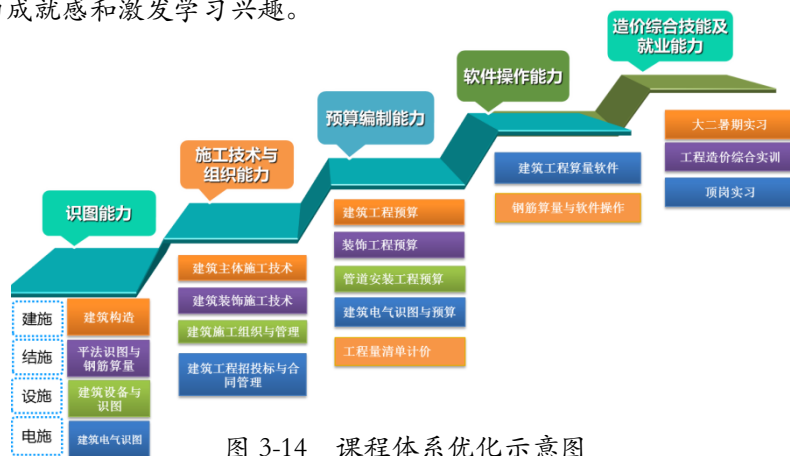 成就感和激发学习兴趣。
造价综合技能及
就业能力
软件操作能力
预算编制能力
施工技术与
组织能力
识图能力
大二暑期实习
工程造价综合实训
顶岗实习
建筑工程算量软件
钢筋算量与软件操作
建筑工程预算
装饰工程预算
管道安装工程预算
建筑电气识图与预算
工程量清单计价
建筑主体施工技术
建筑装饰施工技术
建筑施工组织与管理
建筑工程招投标与合
同管理
建施
建筑构造
结施
平法识图与
钢筋算量
设施
建筑设备与
识图
电施
建筑电气识图
图 3-14 课程体系优化示意图